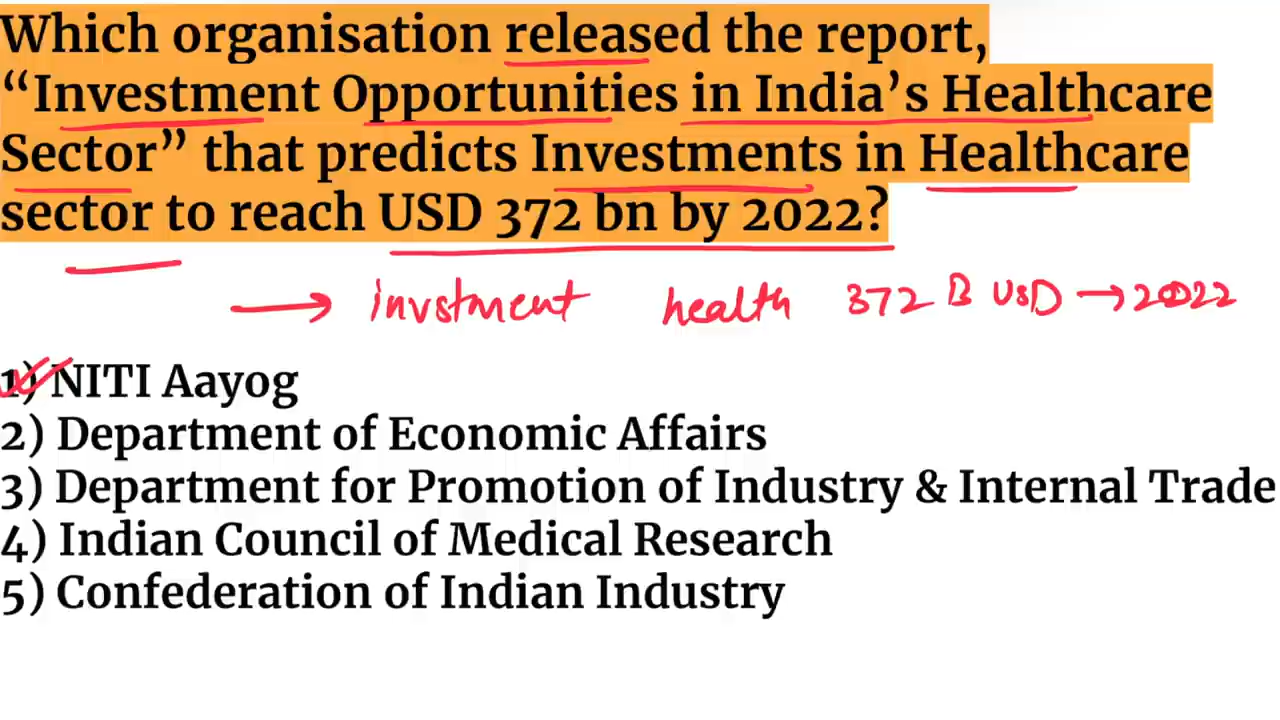 Which organisation released the report,
“Investment Opportunities in India’s Healthcare
Sector” that predicts Investments in Healthcare
sector to reach USD 372 bn by 2022?
→ invstment health 372 B USD → 2022
1) NITI Aayog
2) Department of Economic Affairs
3) Department for Promotion of Industry & Internal Trade
4) Indian Council of Medical Research
5) Confederation of Indian Industry